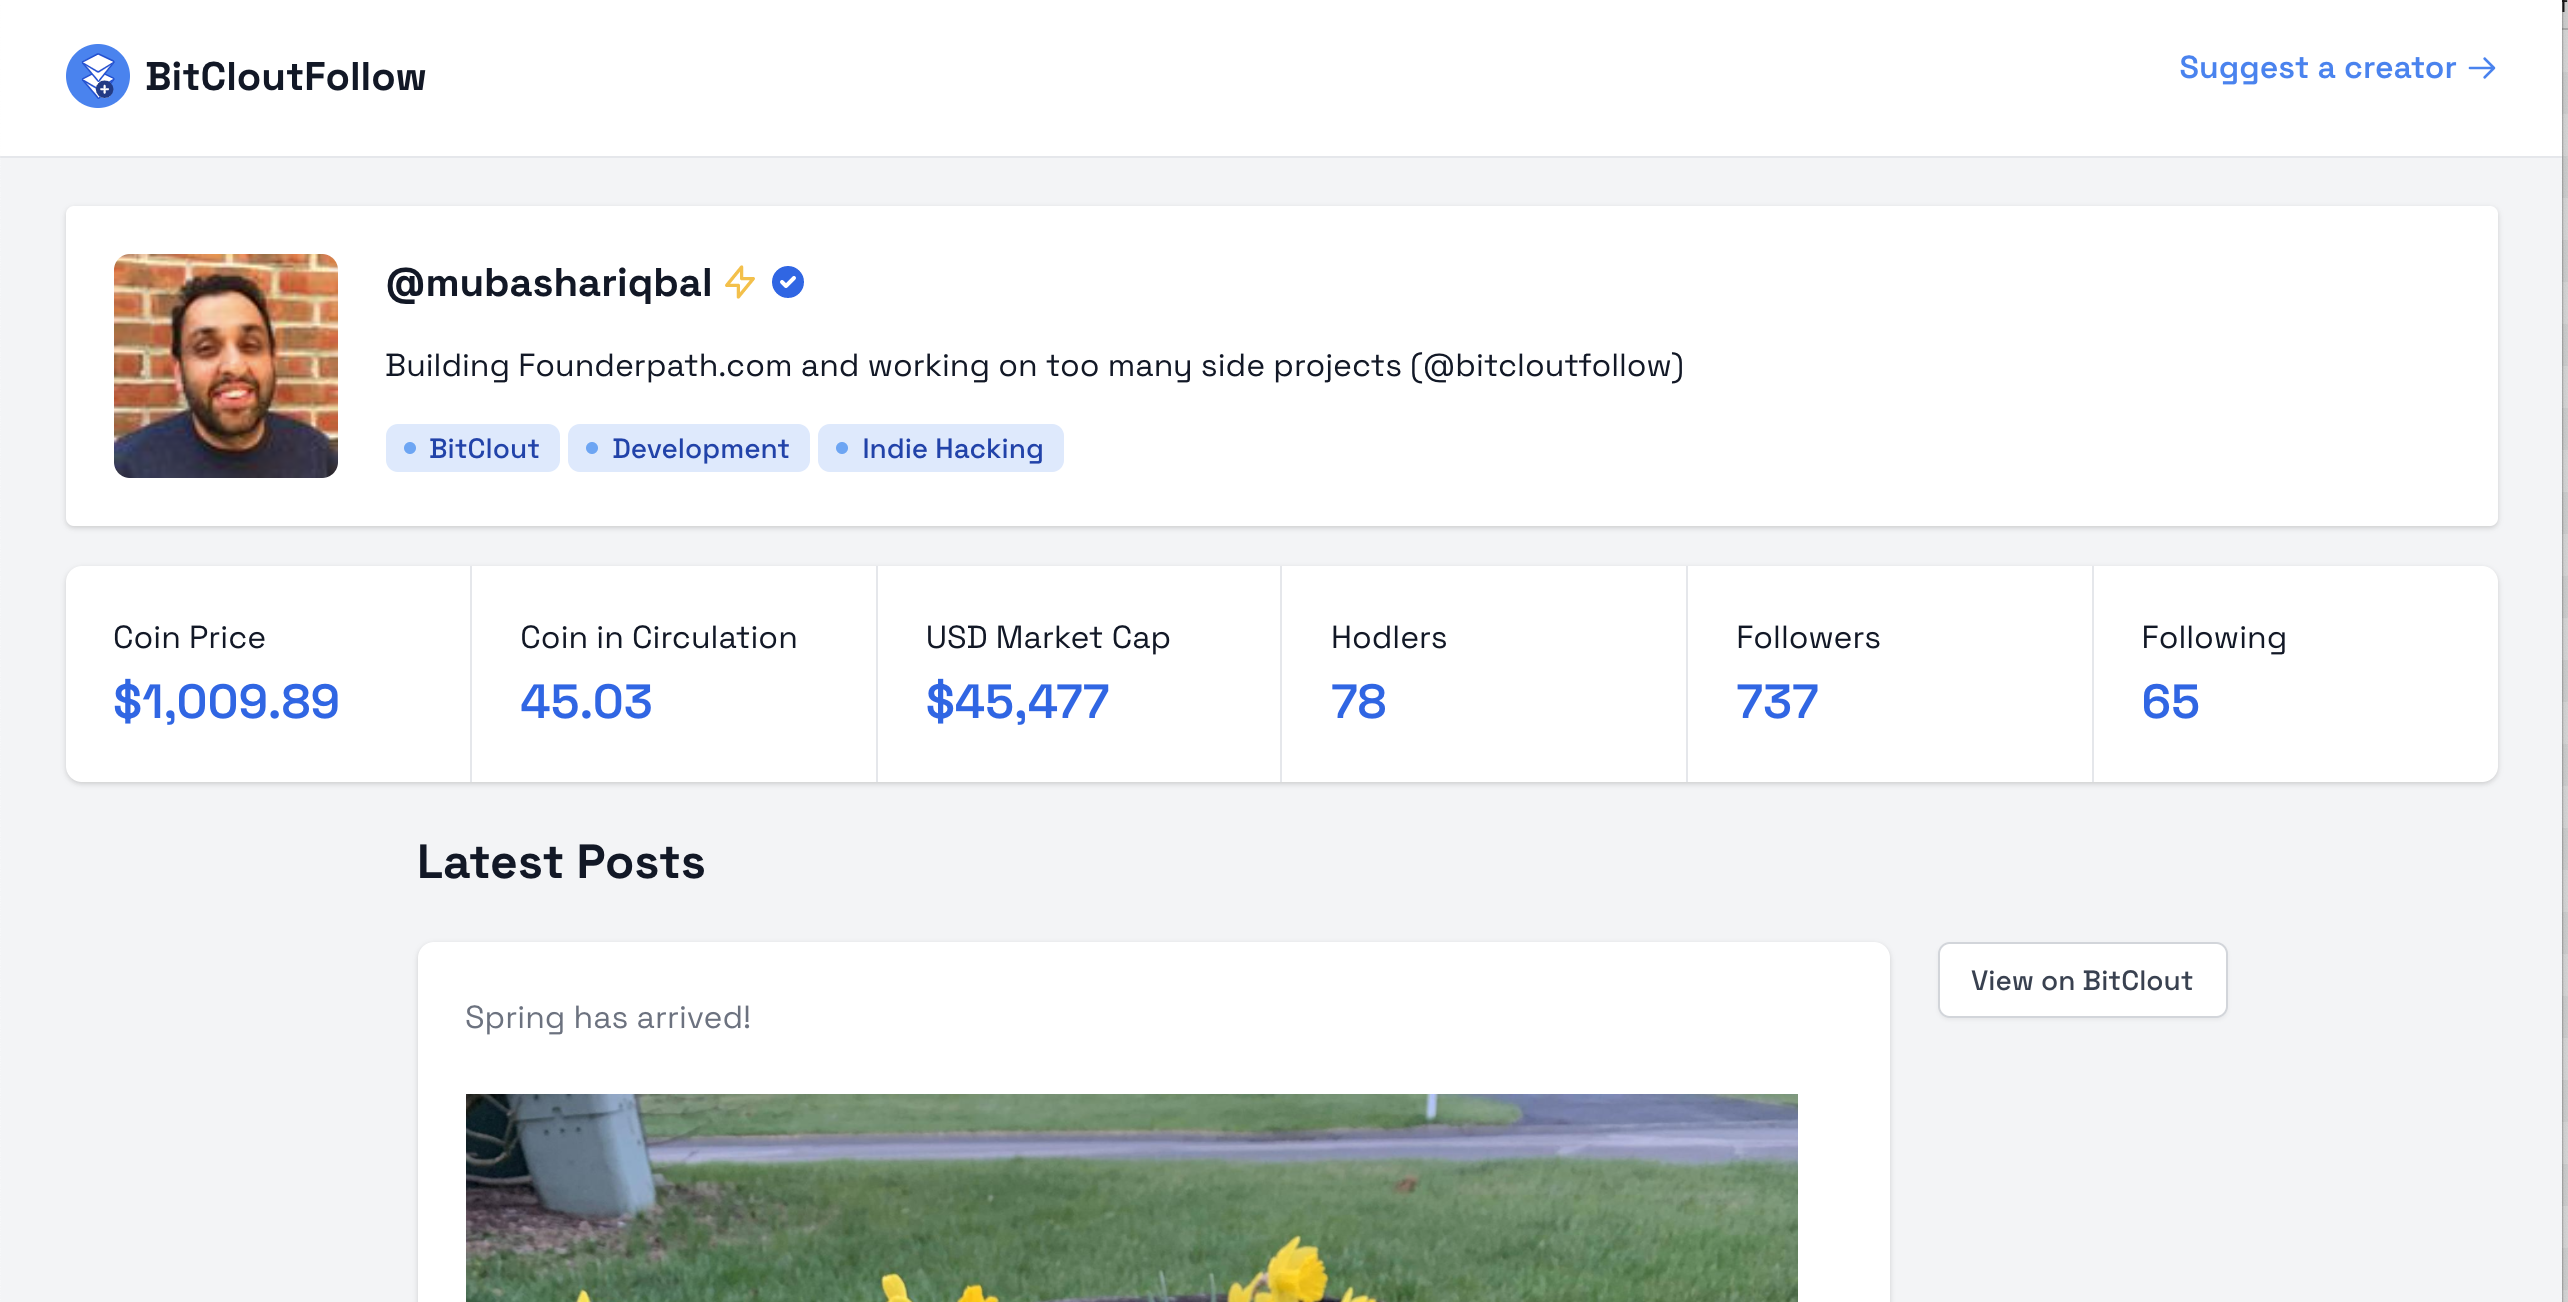 BitCloutFollow
Suggest a creator →
@mubashariqbal
Building Founderpath.com and working on too many side projects (@bitcloutfollow)
BitClout
Development
Indie Hacking
Coin Price
$1,009.89
Coin in Circulation
45.03
USD Market Cap
$45,477
Hodlers
78
Followers
737
Following
65
Latest Posts
Spring has arrived!
View on BitClout